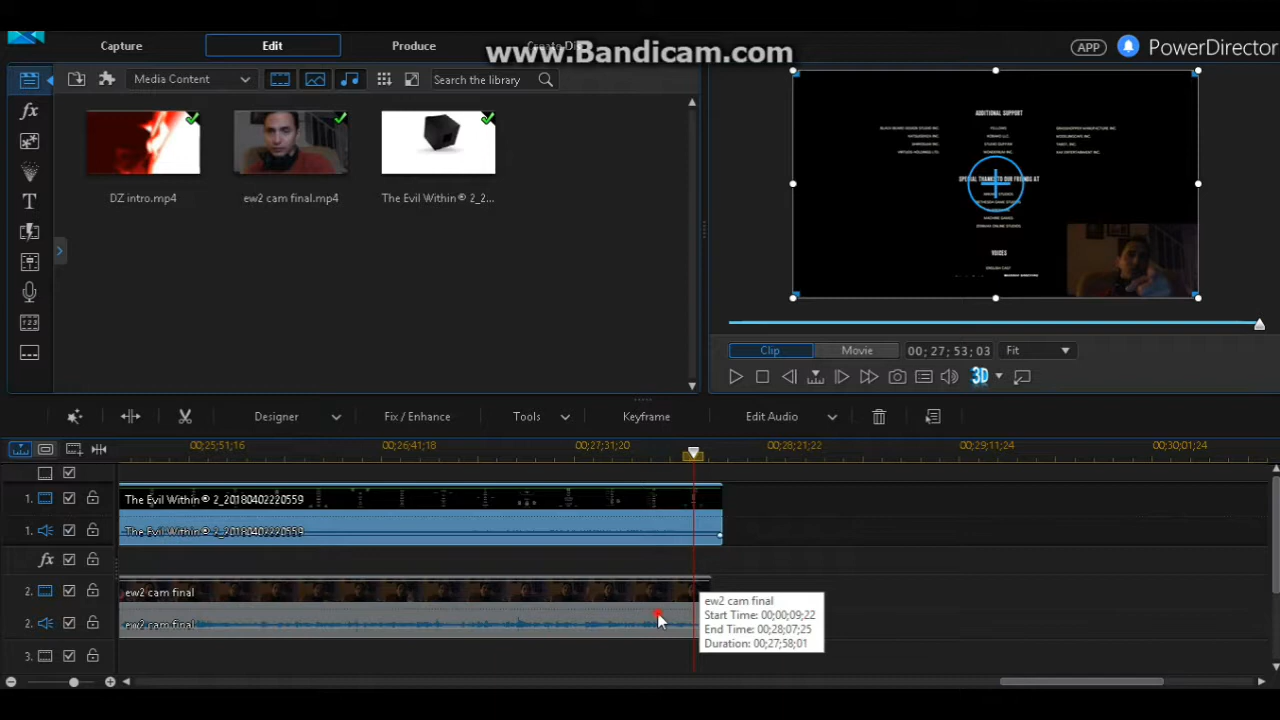 Capture
Edit
Produce
Create Di
www.Bandicam.com
APP
PowerDirector
Media Content
Search the library
DZ intro.mp4
ew2 cam final.mp4
The Evil Within® 2_2...
ADDITIONAL SUPPORT
SPECIAL THANKS TO OUR FRIENDS AT
VOICES
ENGLISH CAST
Clip
Movie
00; 27; 53; 03
Fit
3D
fx
T
Designer
Fix / Enhance
Tools
Keyframe
Edit Audio
00;25;51;16
00;26;41;18
00;27;31;20
00;28;21;22
00;29;11;24
00;30;01;24
1.
The Evil Within® 2_20180402220559
1.
The Evil Within® 2_20180402220559
fx
2.
ew2 cam final
2.
ew2 cam final
3.
ew2 cam final
Start Time: 00;00;09;22
End Time: 00;28;07;25
Duration: 00;27;58;01